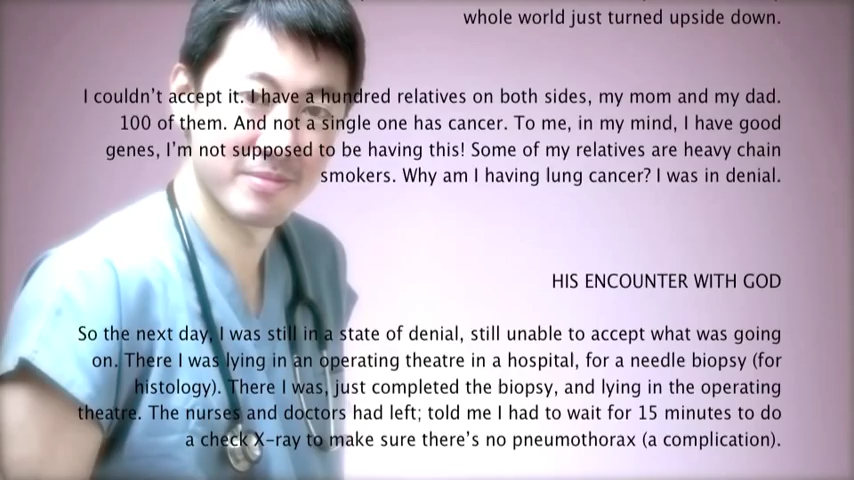 whole world just turned upside down.
I couldn't accept it. I have a hundred relatives on both sides, my mom and my dad.
100 of them. And not a single one has cancer. To me, in my mind, I have good
genes, I'm not supposed to be having this! Some of my relatives are heavy chain
smokers. Why am I having lung cancer? I was in denial.
HIS ENCOUNTER WITH GOD
So the next day, I was still in a state of denial, still unable to accept what was going
on. There I was lying in an operating theatre in a hospital, for a needle biopsy (for
histology). There I was, just completed the biopsy, and lying in the operating
theatre. The nurses and doctors had left; told me I had to wait for 15 minutes to do
a check X-ray to make sure there's no pneumothorax (a complication).